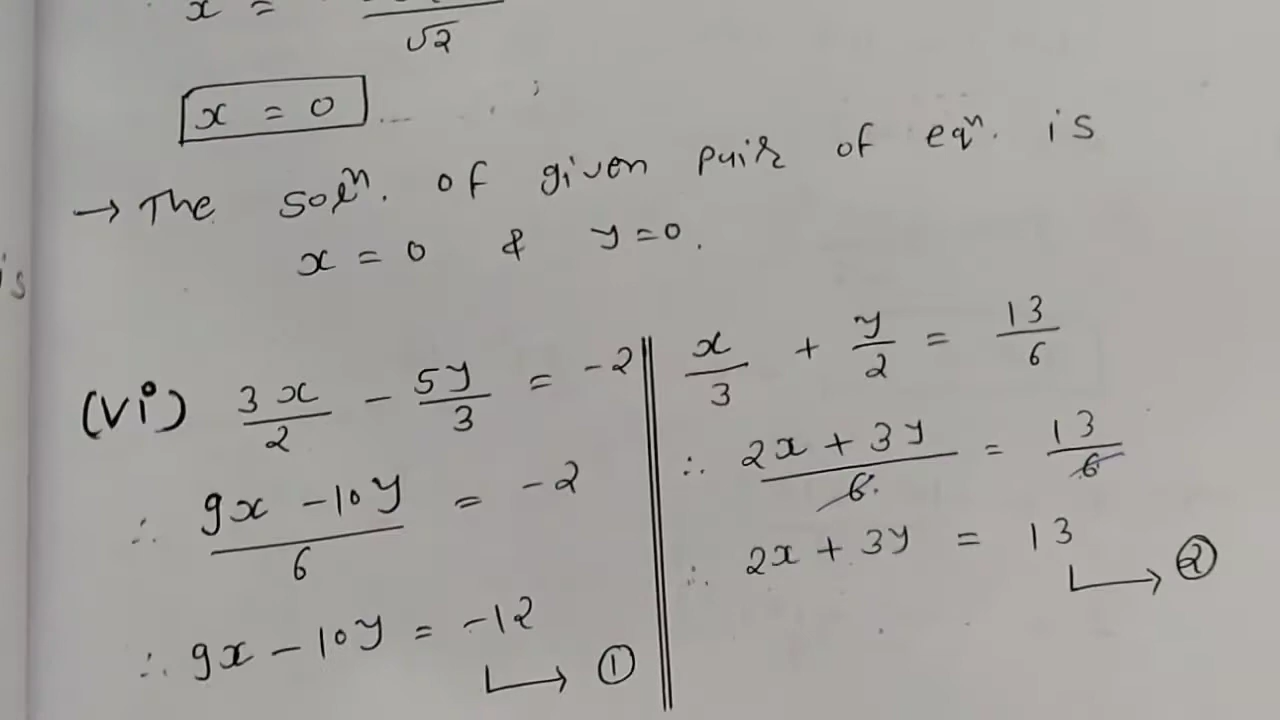 x =
√2
x = 0
→ The solⁿ. of given pair of eqⁿ. is
x = 0 & y = 0.
is
(vi) 3x/2 - 5y/3 = -2
∴ 9x - 10y/6 = -2
∴ 9x - 10y = -12
→ ①
x/3 + y/2 = 13/6
∴ 2x + 3y/6 = 13/6
∴ 2x + 3y = 13
→ ②